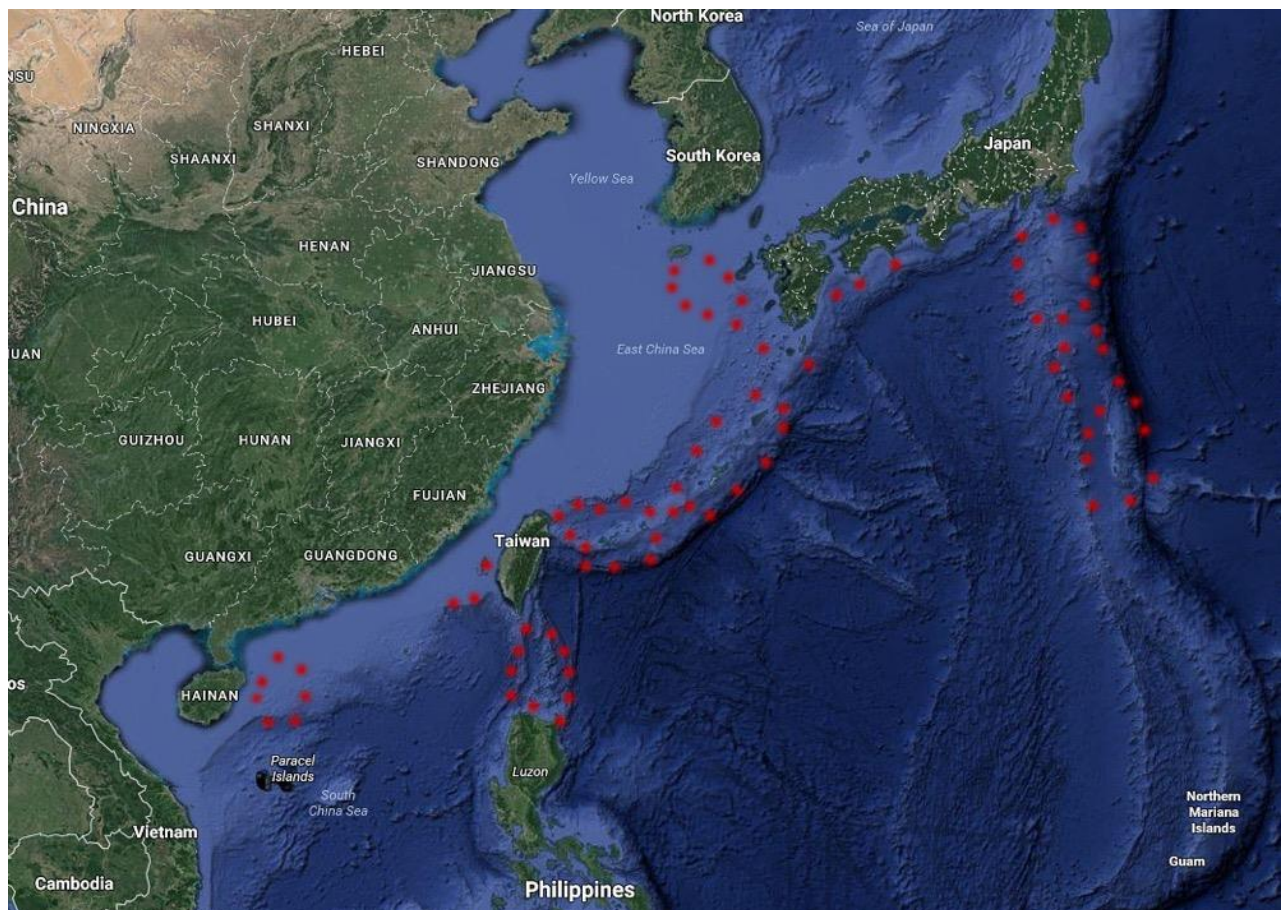 North Korea
Sea of Japan
HEBEI
NSU
NINGXIA
SHANXI
SHAANXI
SHANDONG
Japan
South Korea
Yellow Sea
China
HENAN
JIANGSU
HUBEI
ANHUI
UAN
East China Sea
ZHEJIANG
GUIZHOU
HUNAN
JIANGXI
FUJIAN
Taiwan
GUANGXI
GUANGDONG
os
HAINAN
Paracel
Islands
Luzon
South
China Sea
Northern
Mariana
Islands
Vietnam
Guam
Cambodia
Philippines